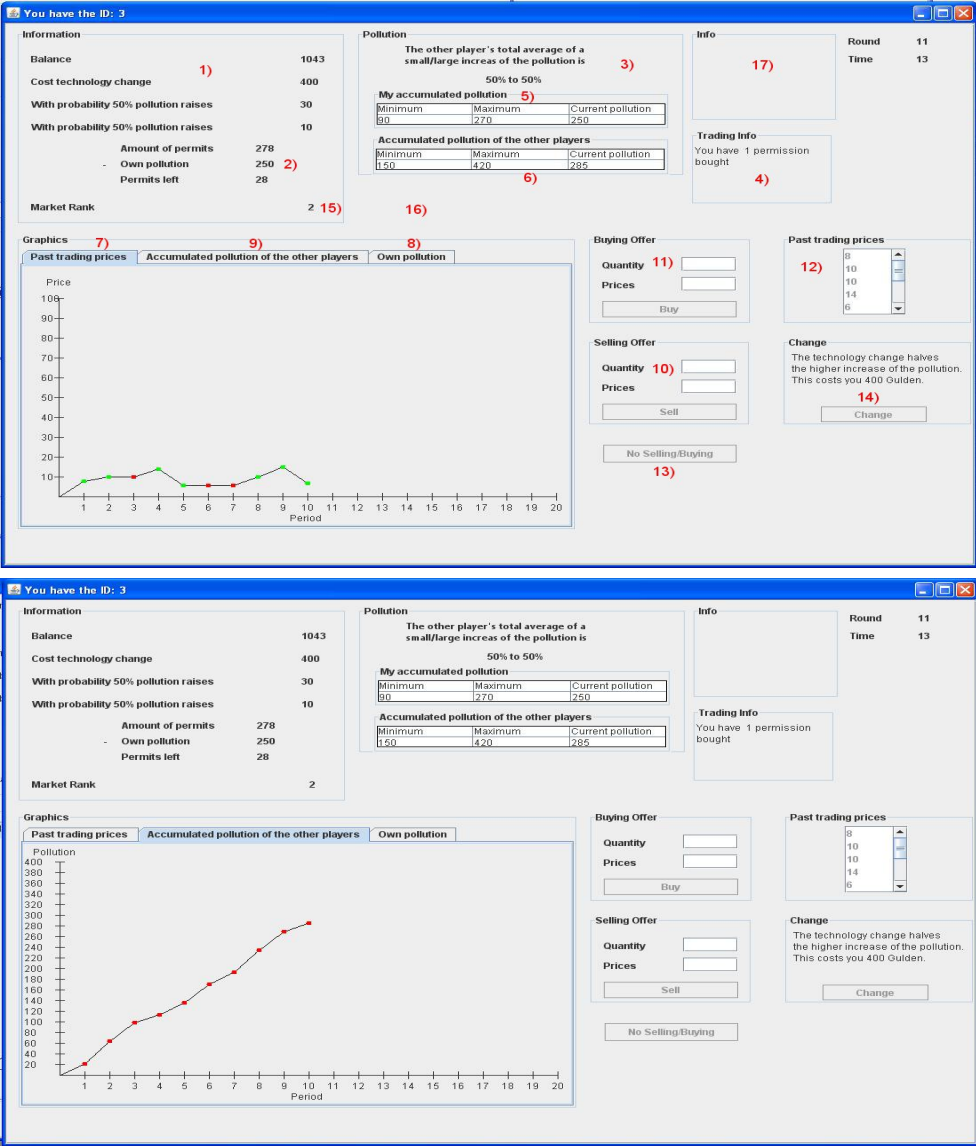 You have the ID: 3
Information
Balance 1043
1)
Cost technology change 400
With probability 50% pollution raises 30
With probability 50% pollution raises 10
Amount of permits 278
- Own pollution 250 2)
Permits left 28
Market Rank 2 15)
16)
Pollution
The other player's total average of a
small/large increas of the pollution is 3)
50% to 50%
My accumulated pollution 5)
Minimum Maximum Current pollution
90 270 250
Accumulated pollution of the other players
Minimum Maximum Current pollution
150 420 285
6)
Info
17)
Round 11
Time 13
Trading Info
You have 1 permission
bought
4)
Graphics 7) 9) 8)
Past trading prices Accumulated pollution of the other players Own pollution
Price
100
90
80
70
60
50
40
30
20
10
1 2 3 4 5 6 7 8 9 10 11 12 13 14 15 16 17 18 19 20
Period
Buying Offer
Quantity 11)
Prices
Buy
Past trading prices
12)
8
10
10
14
6
Selling Offer
Quantity 10)
Prices
Sell
Change
The technology change halves
the higher increase of the pollution.
This costs you 400 Gulden.
14)
Change
No Selling/Buying
13)
You have the ID: 3
Information
Balance 1043
Cost technology change 400
With probability 50% pollution raises 30
With probability 50% pollution raises 10
Amount of permits 278
- Own pollution 250
Permits left 28
Market Rank 2
Pollution
The other player's total average of a
small/large increas of the pollution is
50% to 50%
My accumulated pollution
Minimum Maximum Current pollution
90 270 250
Accumulated pollution of the other players
Minimum Maximum Current pollution
150 420 285
Info
Round 11
Time 13
Trading Info
You have 1 permission
bought
Graphics
Past trading prices Accumulated pollution of the other players Own pollution
Pollution
400
380
360
340
320
300
280
260
240
220
200
180
160
140
120
100
80
60
40
20
1 2 3 4 5 6 7 8 9 10 11 12 13 14 15 16 17 18 19 20
Period
Buying Offer
Quantity
Prices
Buy
Past trading prices
8
10
10
14
6
Selling Offer
Quantity
Prices
Sell
Change
The technology change halves
the higher increase of the pollution.
This costs you 400 Gulden.
Change
No Selling/Buying